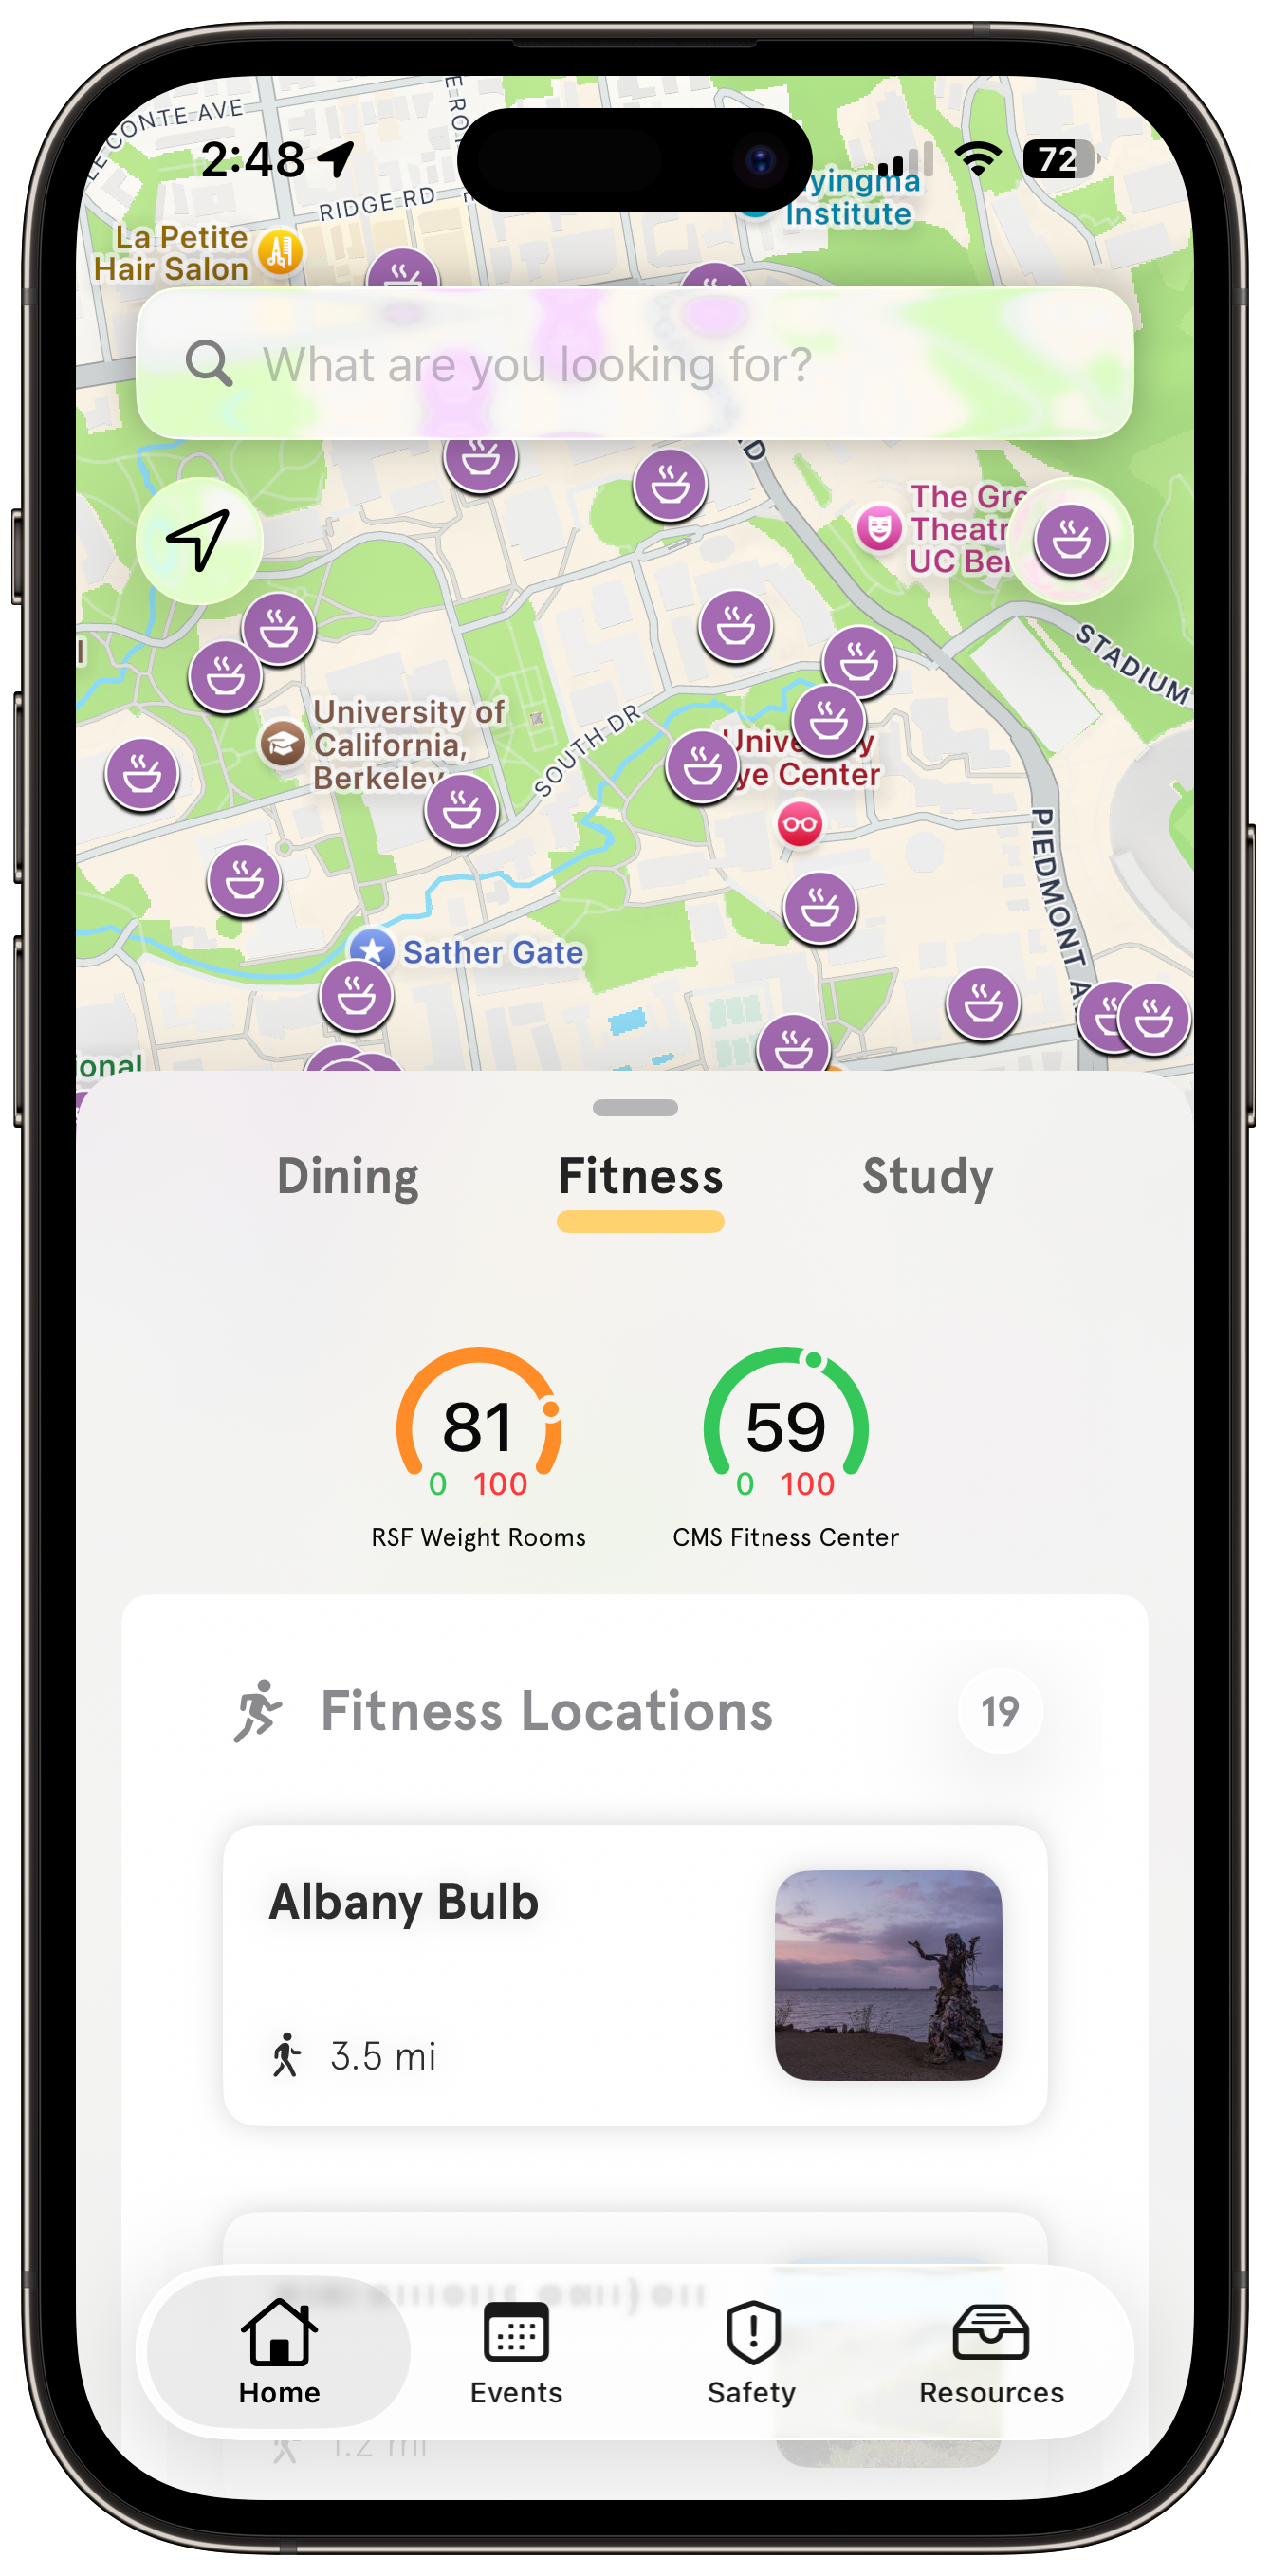 LE CONTE AVE
2:48
72
RIDGE RD
yingma
Institute
La Petite
Hair Salon
What are you looking for?
The Gre
Theatr
UC Ber
STADIUM
University of
California,
Berkeley
SOUTH DR
ye Center
PIEDMONT A
Sather Gate
onal
Dining
Fitness
Study
81
0 100
RSF Weight Rooms
59
0 100
CMS Fitness Center
Fitness Locations
19
Albany Bulb
3.5 mi
1.2 mi
Home
Events
Safety
Resources